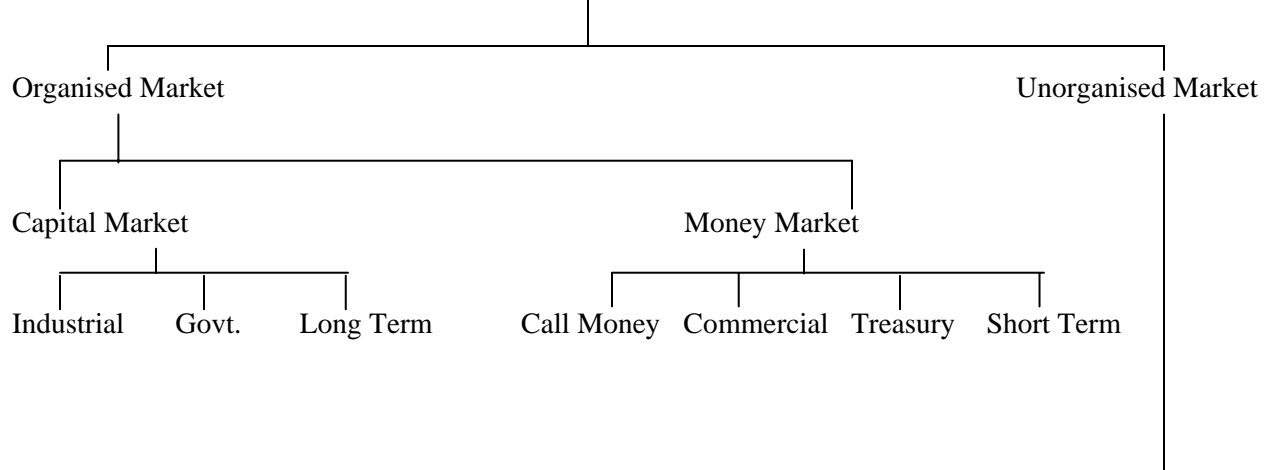 Organised Market Unorganised Market
Capital Market Money Market
Industrial Govt. Long Term Call Money Commercial Treasury Short Term